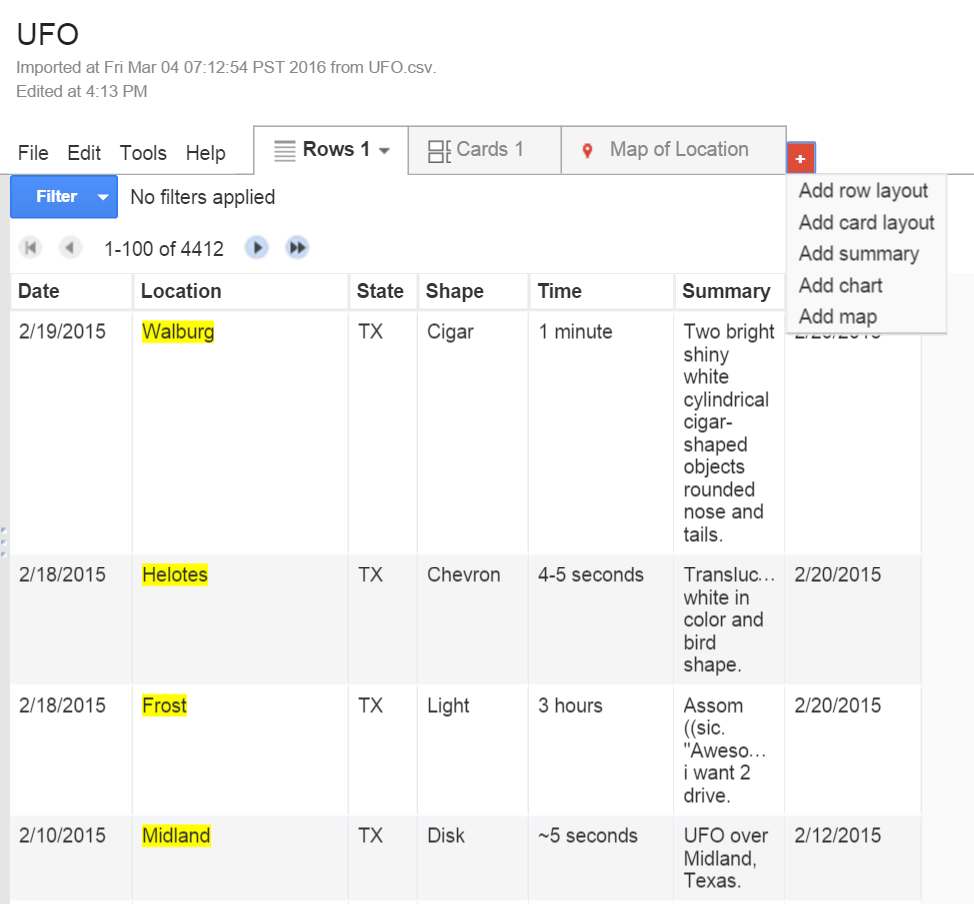 UFO
Imported at Fri Mar 04 07:12:54 PST 2016 from UFO.csv.
Edited at 4:13 PM
File Edit Tools Help Rows 1 Cards 1 Map of Location +
Filter No filters applied
Add row layout
Add card layout
Add summary
Add chart
Add map
1-100 of 4412
Date Location State Shape Time Summary
2/19/2015 Walburg TX Cigar 1 minute Two bright
shiny
white
cylindrical
cigar-
shaped
objects
rounded
nose and
tails.
2/18/2015 Helotes TX Chevron 4-5 seconds Transluc... 2/20/2015
white in
color and
bird
shape.
2/18/2015 Frost TX Light 3 hours Assom 2/20/2015
((sic.
"Aweso...
i want 2
drive.
2/10/2015 Midland TX Disk ~5 seconds UFO over 2/12/2015
Midland,
Texas.